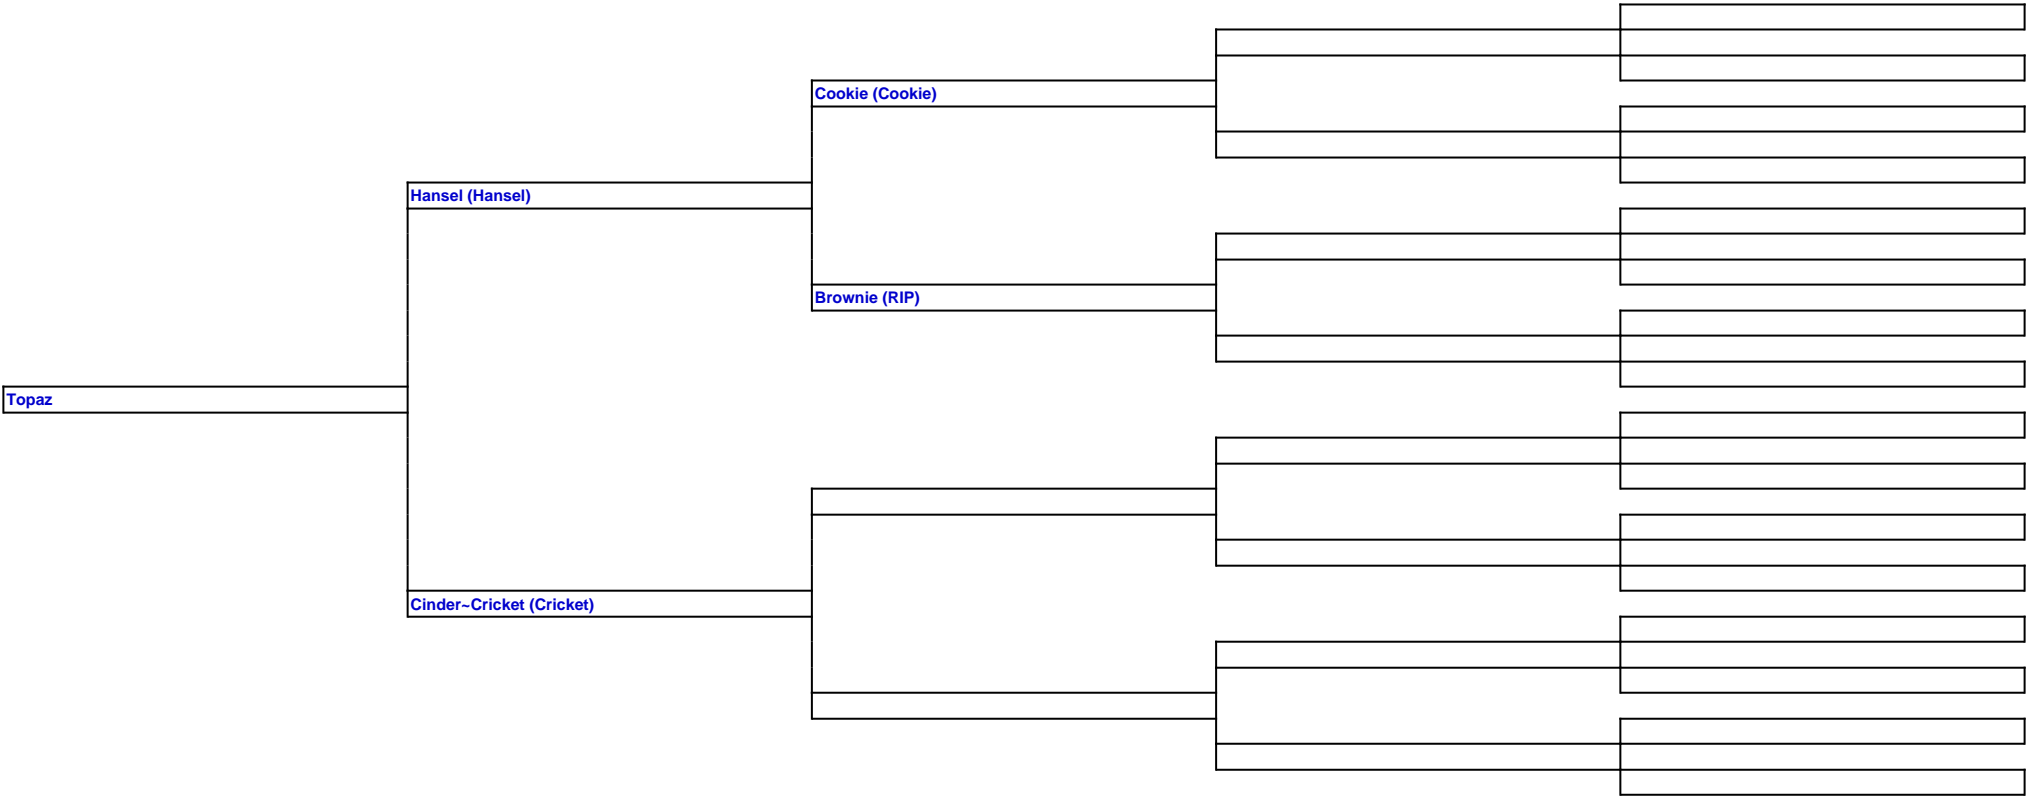 Cookie (Cookie)
Hansel (Hansel)
Brownie (RIP)
Topaz
Cinder~Cricket (Cricket)